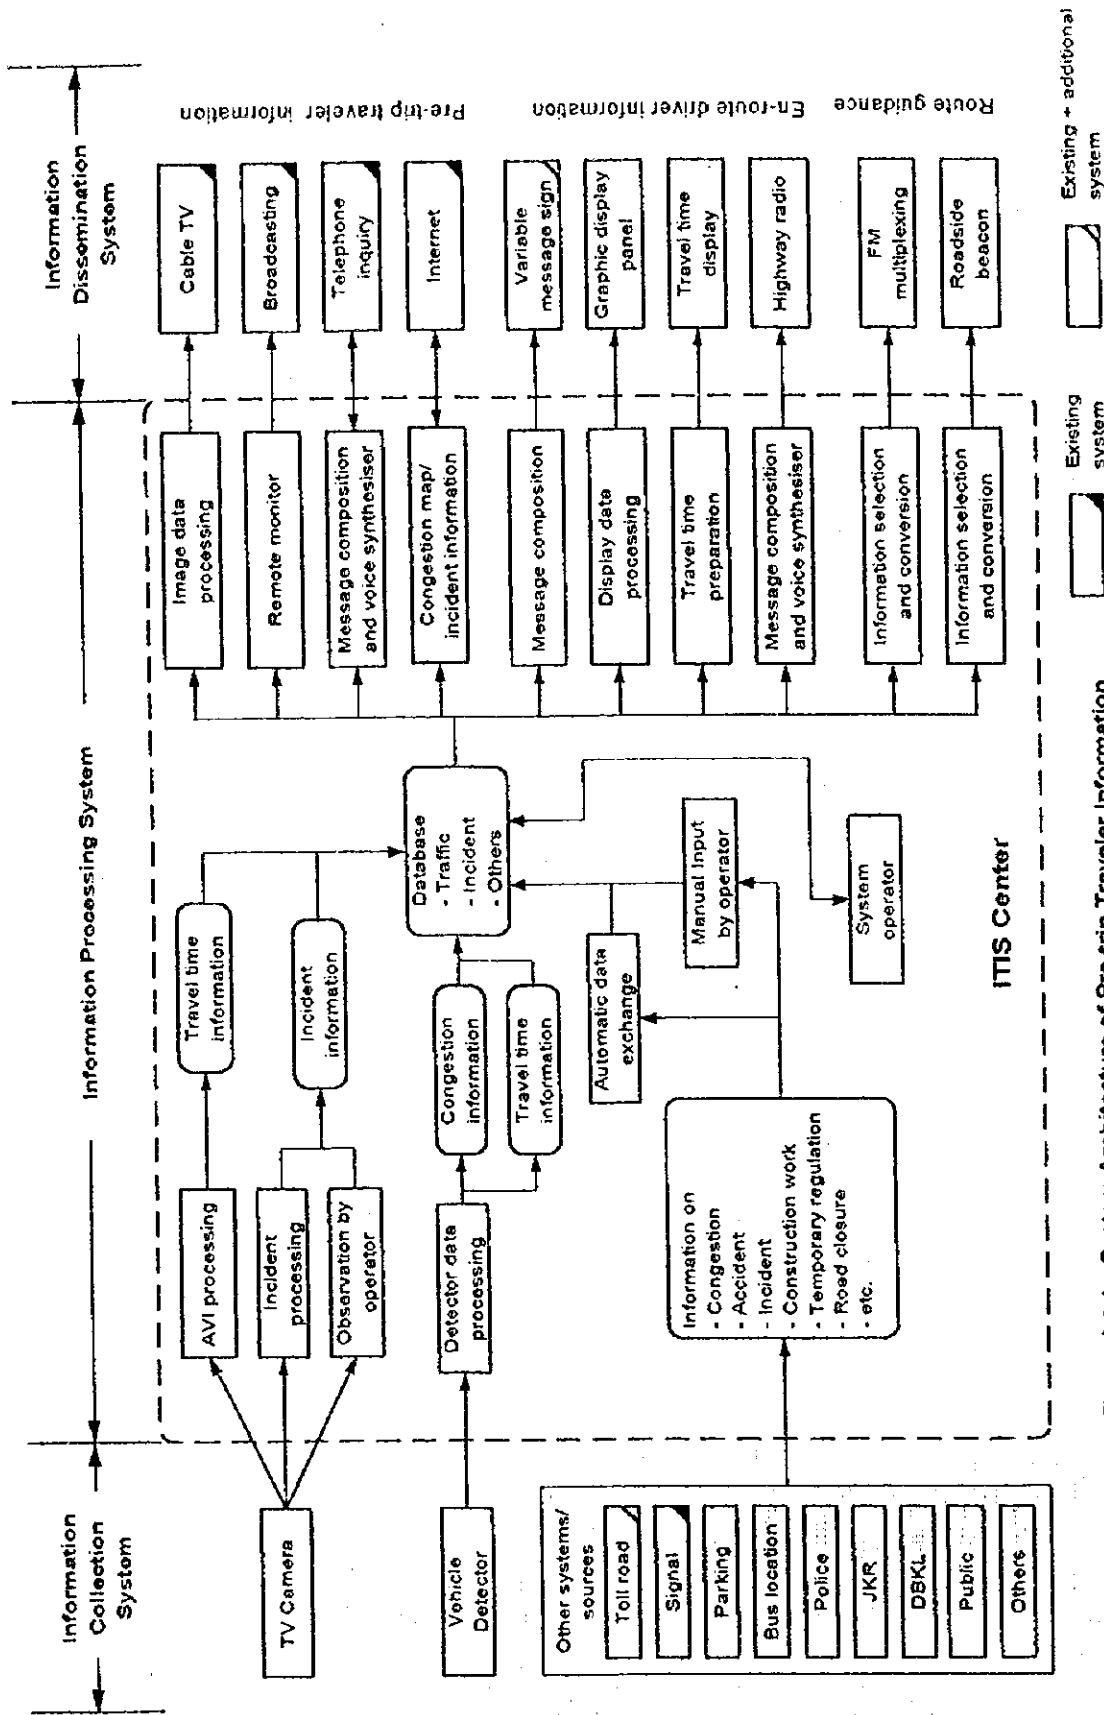 Information
Collection
System
Information Processing System
Information
Dissemination
System
TV Camera
Vehicle
Detector
Other systems/
sources
Toll road
Signal
Parking
Bus location
Police
JKR
DBKL
Public
Others
AVI processing
Incident
processing
Observation by
operator
Detector data
processing
Information on
- Congestion
- Accident
- Incident
- Construction work
- Temporary regulation
- Road closure
- etc.
Travel time
information
Incident
information
Congestion
information
Travel time
information
Automatic data
exchange
Manual Input
by operator
System
operator
Database
- Traffic
- Incident
- Others
ITIS Center
Image data
processing
Remote monitor
Message composition
and voice synthesiser
Congestion map/
incident information
Message composition
Display data
processing
Travel time
preparation
Message composition
and voice synthesiser
Information selection
and conversion
Information selection
and conversion
Cable TV
Broadcasting
Telephone
inquiry
Internet
Variable
message sign
Graphic display
panel
Travel time
display
Highway radio
FM
multiplexing
Roadside
beacon
Pre-trip traveler information
En-route driver information
Route guidance
Existing
system
Existing + additional
system
System Architecture of Pre-trip Traveler Information